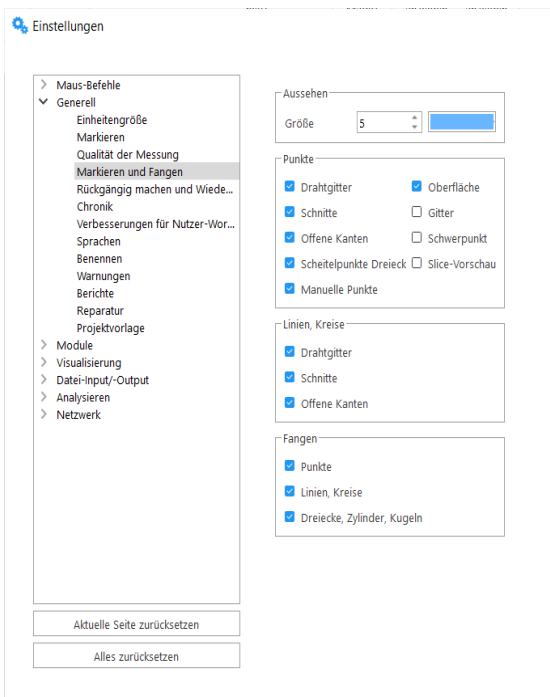 Einstellungen
Maus-Befehle
Generell
Einheitengröße
Markieren
Qualität der Messung
Markieren und Fangen
Rückgängig machen und Wiede...
Chronik
Verbesserungen für Nutzer-Wor...
Sprachen
Benennen
Warnungen
Berichte
Reparatur
Projektvorlage
Module
Visualisierung
Datei-Input/-Output
Analysieren
Netzwerk
Aktuelle Seite zurücksetzen
Alles zurücksetzen
Aussehen
Größe 5
Punkte
Drahtgitter Oberfläche
Schnitte Gitter
Offene Kanten Schwerpunkt
Scheitelpunkte Dreieck Slice-Vorschau
Manuelle Punkte
Linien, Kreise
Drahtgitter
Schnitte
Offene Kanten
Fangen
Punkte
Linien, Kreise
Dreiecke, Zylinder, Kugeln